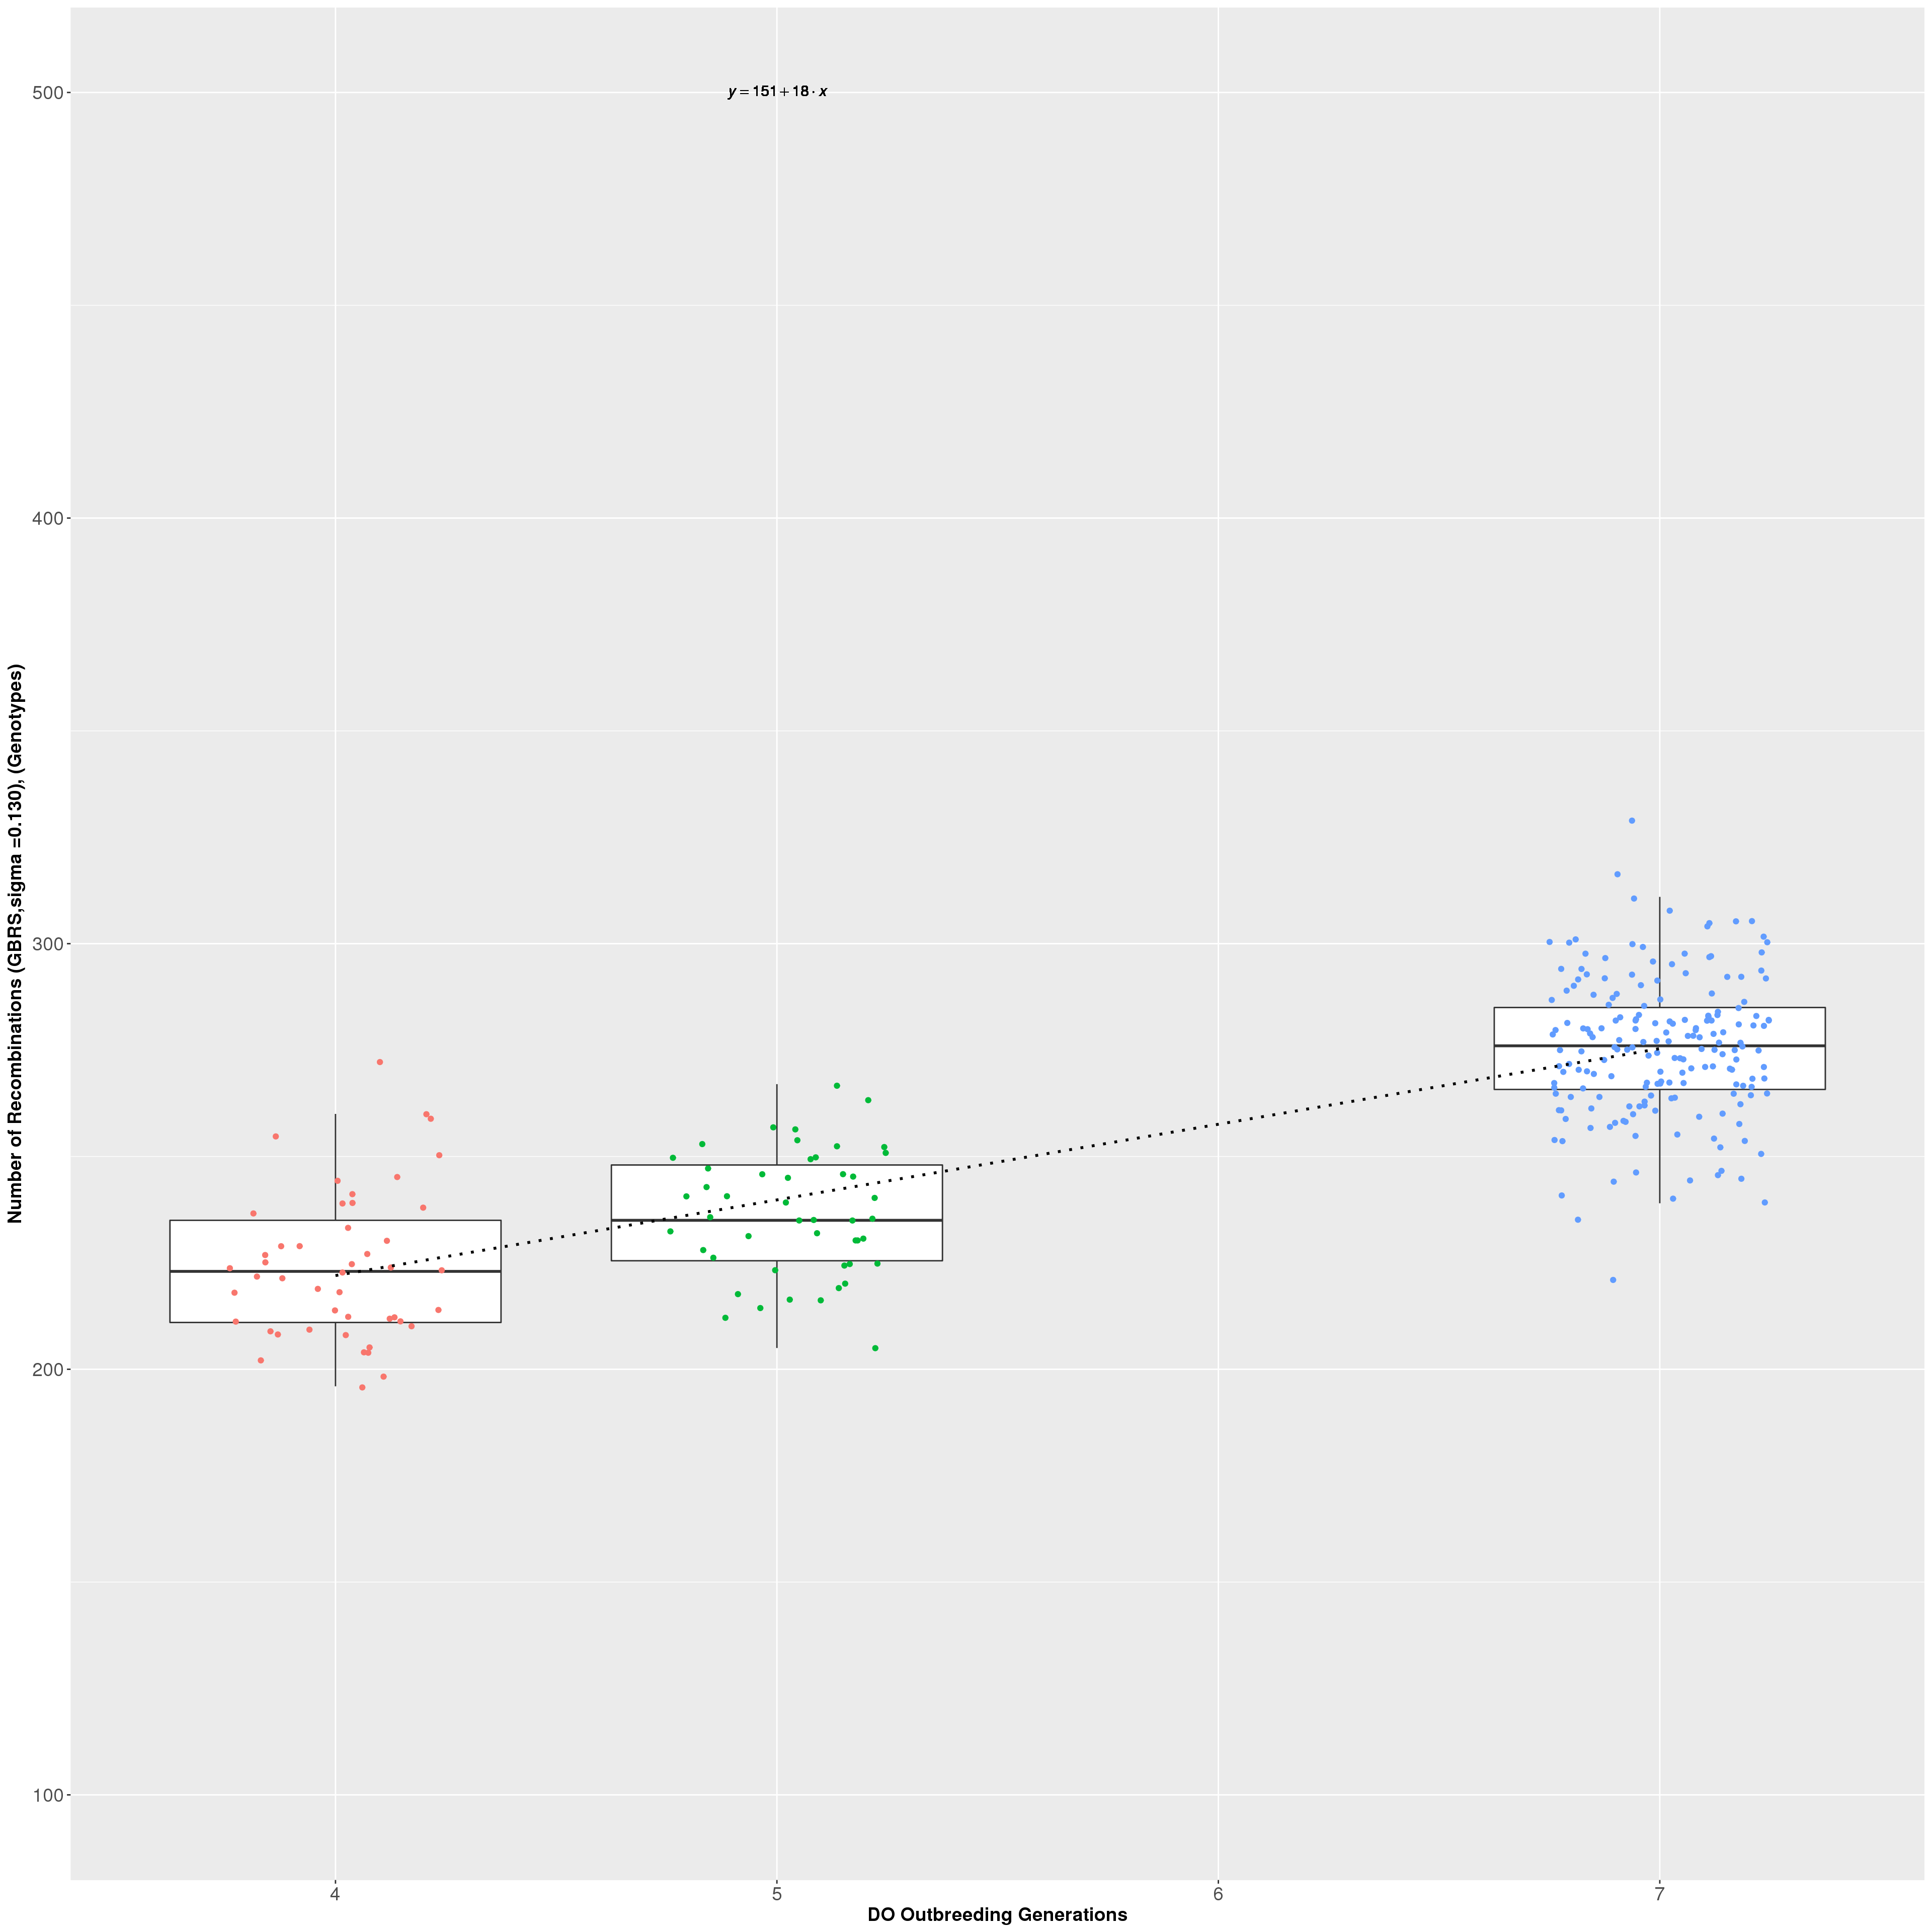 y = 151 + 18 · x
500
400
300
200
100
Number of Recombinations (GBRS,sigma =0.130), (Genotypes)
4 5 6 7
DO Outbreeding Generations